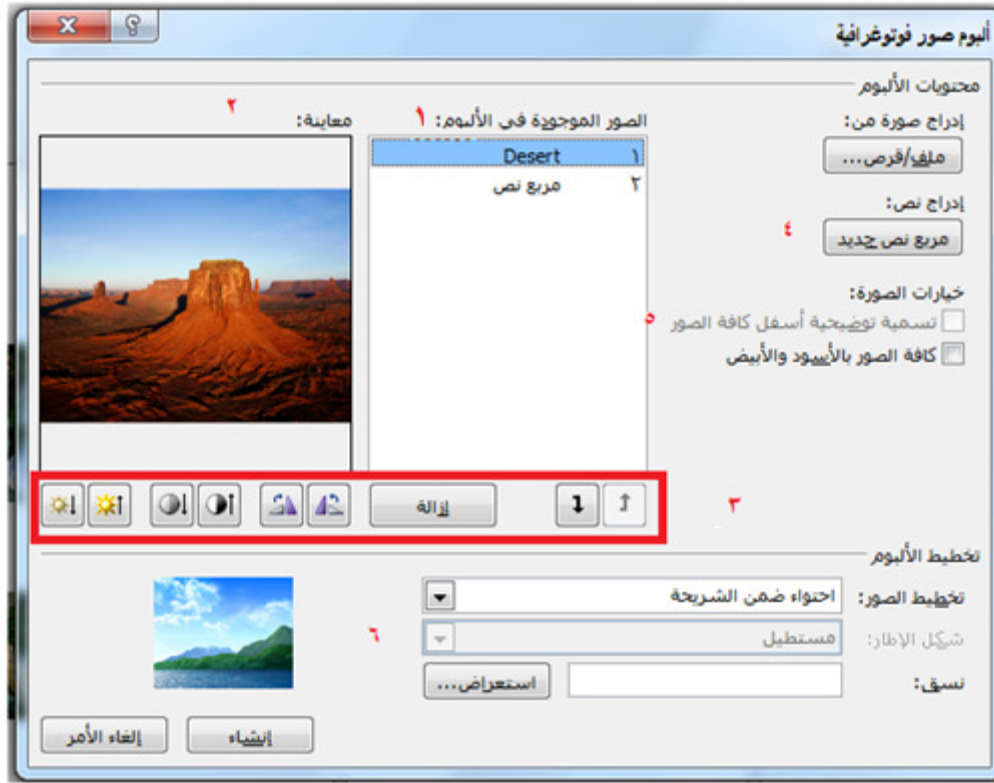 ألبوم صور فوتوغرافية
محتويات الألبوم
إدراج صورة من:
ملف/قرص...
إدراج نص:
مربع نص جديد
٤
خيارات الصورة:
تسمية توضيحية أسفل كافة الصور
٥
كافة الصور بالأسود والأبيض
الصور الموجودة في الألبوم:
١
١ Desert
٢ مربع نص
معاينة:
٢
إزالة
٣
تخطيط الألبوم
تخطيط الصور: احتواء ضمن الشريحة
شكل الإطار: مستطيل
٦
نسق: استعراض...
إنشاء
إلغاء الأمر